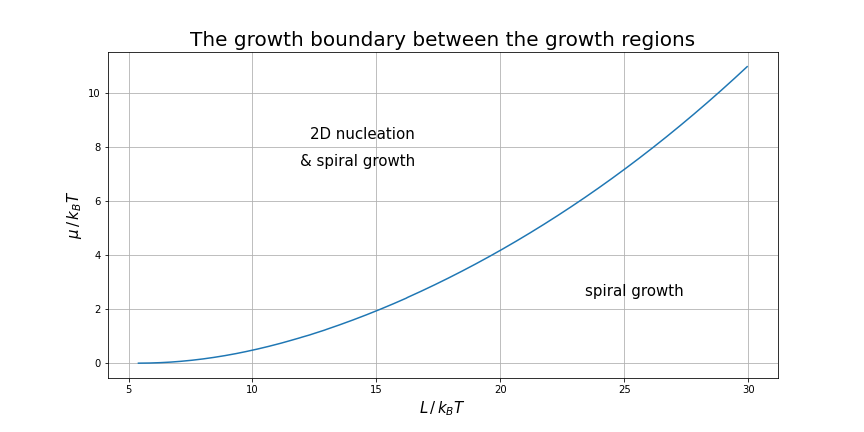 The growth boundary between the growth regions
μ / k_B T
10
8
6
4
2
0
2D nucleation
& spiral growth
spiral growth
5
10
15
20
25
30
L / k_B T